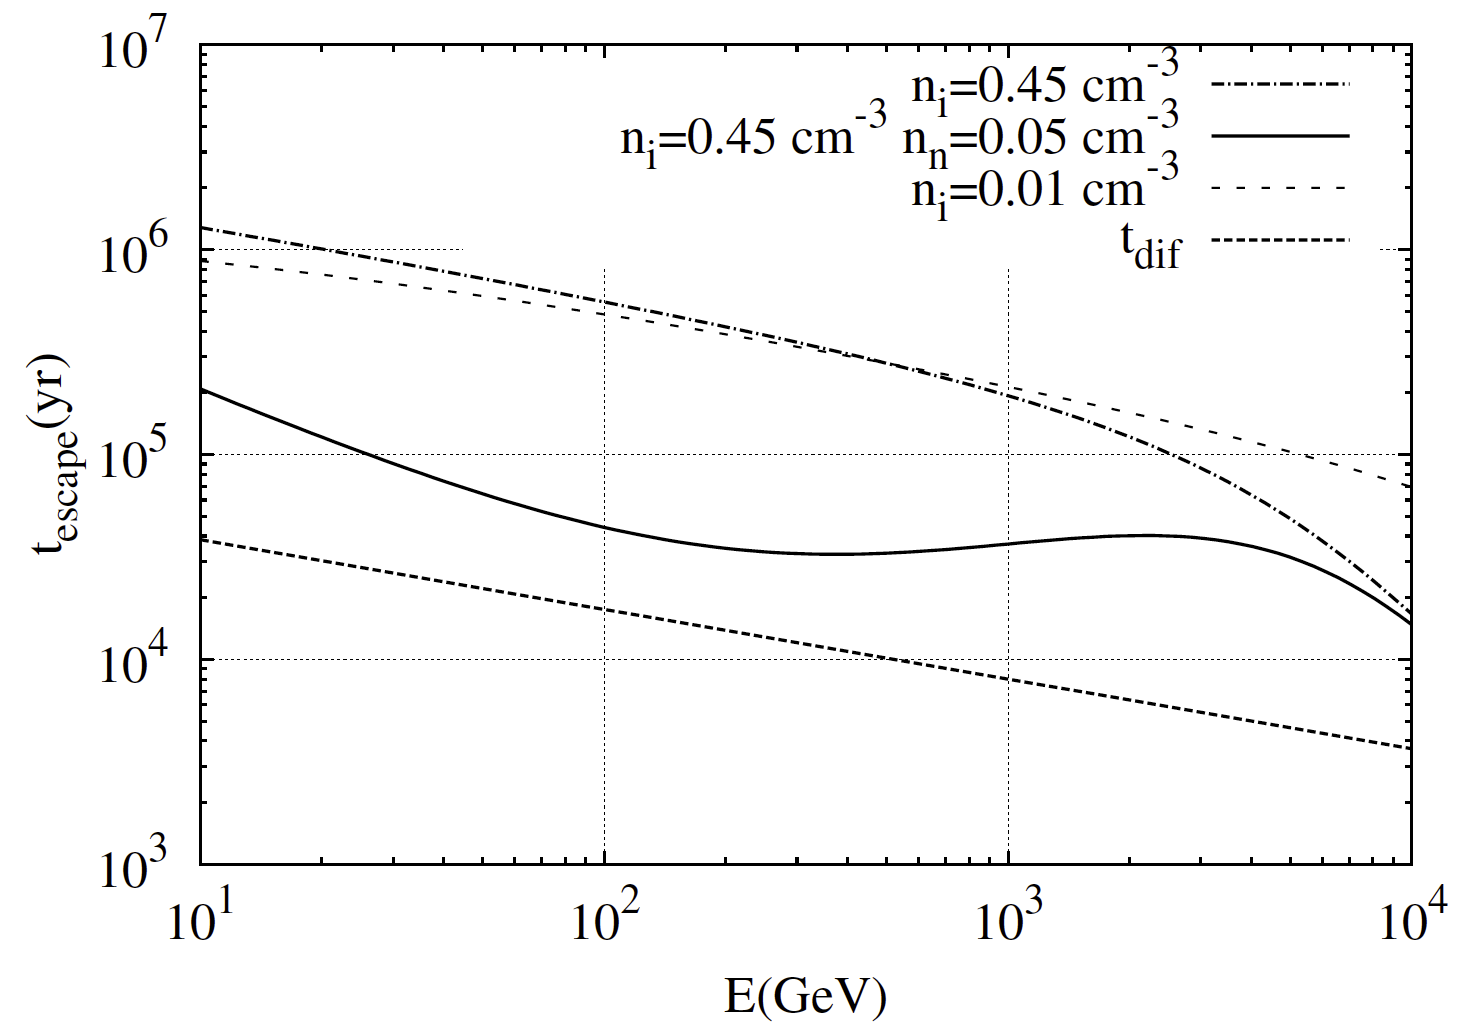 10^7
n_i=0.45 cm^-3
n_i=0.45 cm^-3 n_n=0.05 cm^-3
n_i=0.01 cm^-3
t_dif
10^6
10^5
10^4
10^3
t_escape(yr)
10^1 10^2 10^3 10^4
E(GeV)